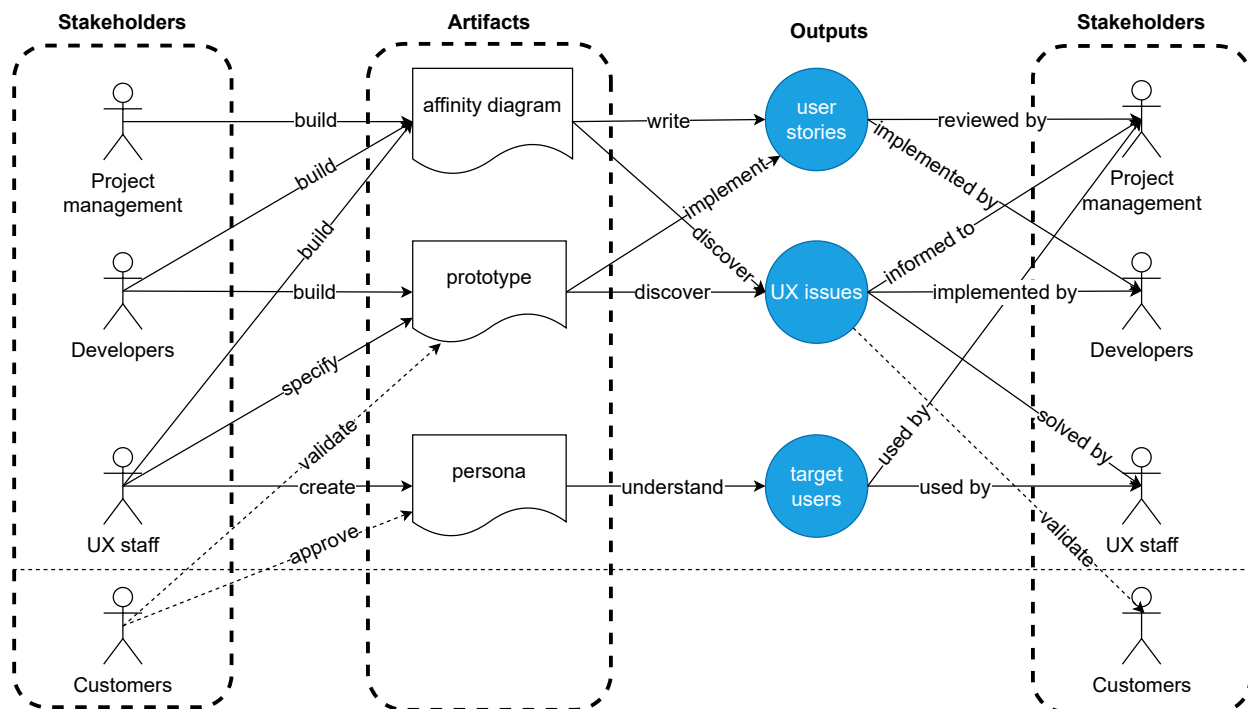 Stakeholders
Artifacts
Outputs
Stakeholders
affinity diagram
user
stories
build
write
reviewed by
Project
management
Project
management
build
implement
implemented by
build
discover
informed to
prototype
UX issues
build
discover
implemented by
Developers
Developers
specify
validate
used by
solved by
persona
target
users
create
understand
used by
approve
validate
UX staff
UX staff
Customers
Customers